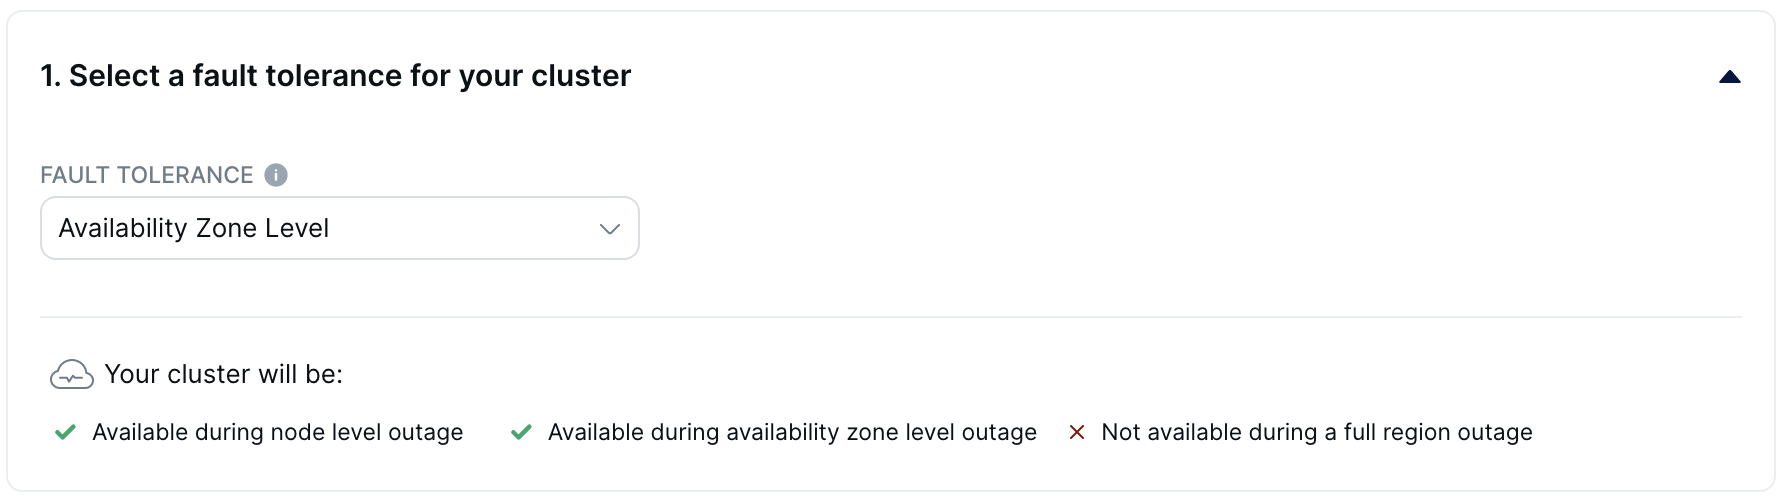 1. Select a fault tolerance for your cluster
FAULT TOLERANCE
Availability Zone Level
Your cluster will be:
Available during node level outage
Available during availability zone level outage
Not available during a full region outage